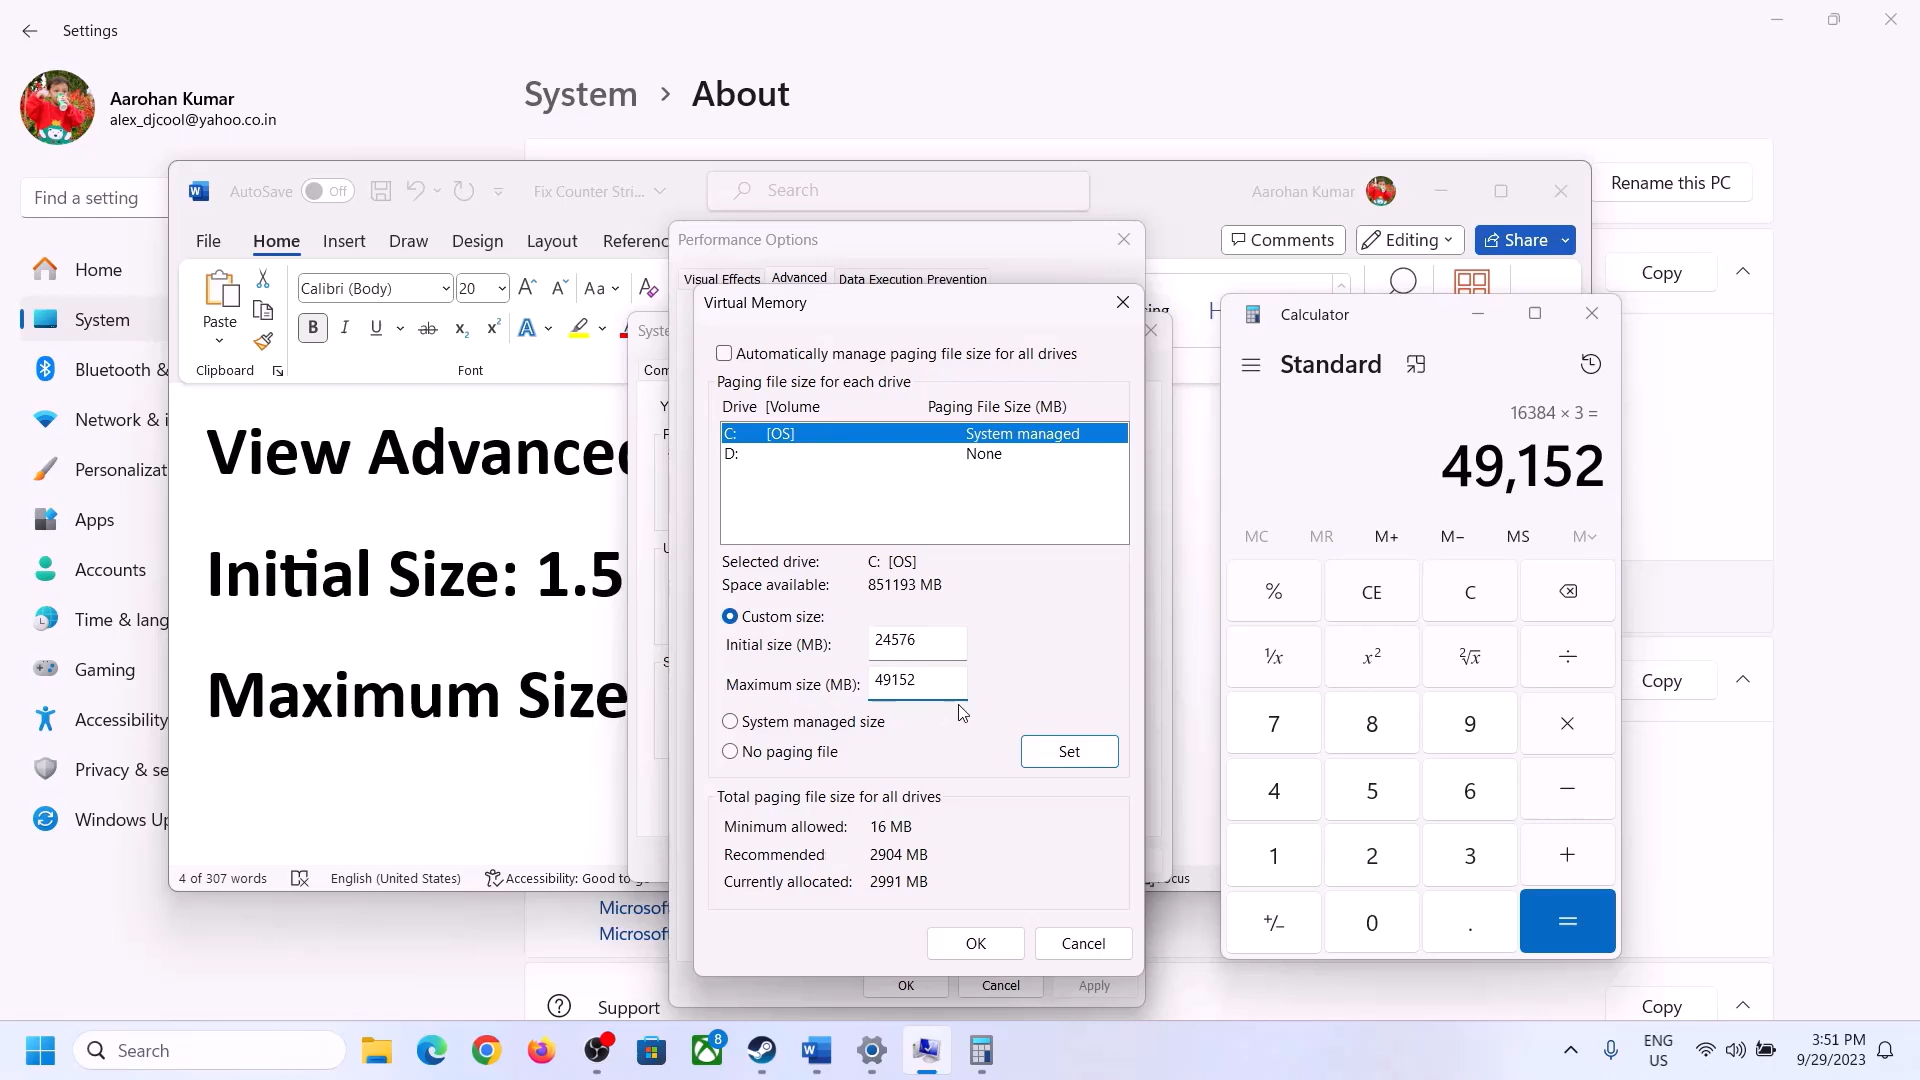 Settings
Aarohan Kumar
alex_djcool@yahoo.co.in
System > About
Find a setting
Rename this PC
Home
System
Bluetooth &
Network & i
Personalizat
Apps
Accounts
Time & lang
Gaming
Accessibility
Privacy & se
Windows Up
AutoSave Off
Fix Counter Stri...
Search
Aarohan Kumar
File Home Insert Draw Design Layout Referenc
Comments Editing Share
Paste
Calibri (Body) 20
Clipboard
Font
View Advanced
Initial Size: 1.5
Maximum Size
4 of 307 words
English (United States)
Accessibility: Good to
Performance Options
Visual Effects Advanced Data Execution Prevention
Virtual Memory
Automatically manage paging file size for all drives
Paging file size for each drive
Drive [Volume Paging File Size (MB)
C: [OS] System managed
D: None
Selected drive: C: [OS]
Space available: 851193 MB
Custom size:
Initial size (MB): 24576
Maximum size (MB): 49152
System managed size
No paging file
Set
Total paging file size for all drives
Minimum allowed: 16 MB
Recommended 2904 MB
Currently allocated: 2991 MB
OK Cancel
OK Cancel Apply
Copy
Calculator
Standard
16384 × 3 =
49,152
MC MR M+ M− MS M
% CE C
¹/x x² ²√x ÷
7 8 9 ×
4 5 6 −
1 2 3 +
+/− 0 . =
Copy
Microsof
Microsof
Support
Copy
Search
8
ENG
US
3:51 PM
9/29/2023